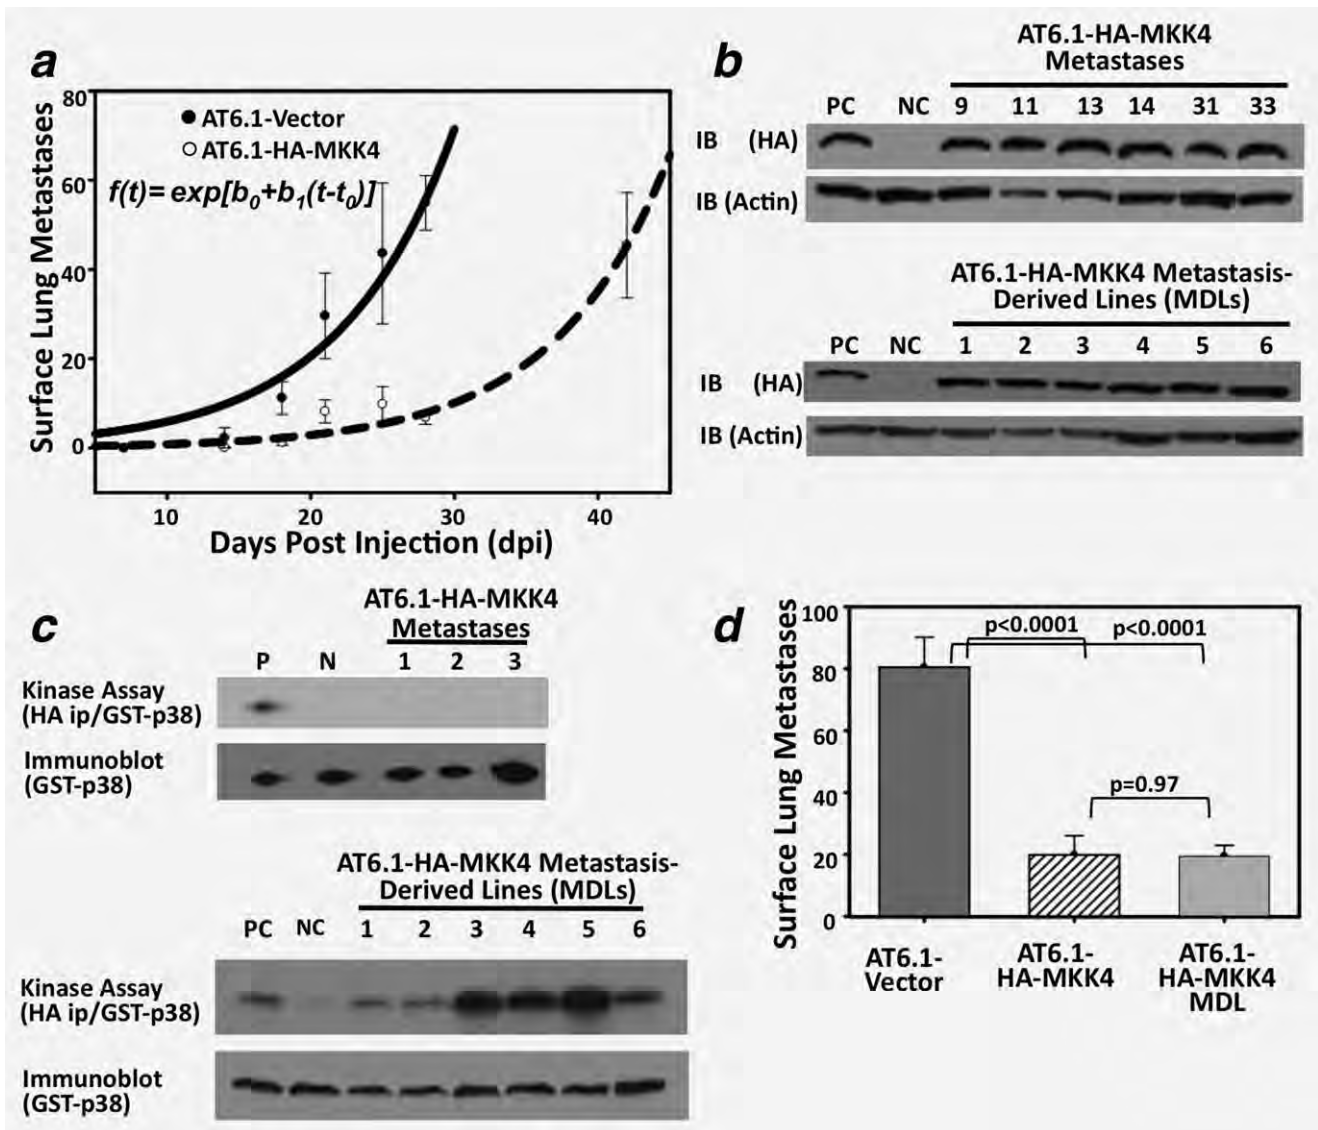 a
80
60
40
20
0
Surface Lung Metastases
AT6.1-Vector
AT6.1-HA-MKK4
f(t)= exp[b0+b1(t-t0)]
10 20 30 40
Days Post Injection (dpi)
b
AT6.1-HA-MKK4
Metastases
PC NC 9 11 13 14 31 33
IB (HA)
IB (Actin)
AT6.1-HA-MKK4 Metastasis-
Derived Lines (MDLs)
PC NC 1 2 3 4 5 6
IB (HA)
IB (Actin)
c
AT6.1-HA-MKK4
Metastases
P N 1 2 3
Kinase Assay
(HA ip/GST-p38)
Immunoblot
(GST-p38)
AT6.1-HA-MKK4 Metastasis-
Derived Lines (MDLs)
PC NC 1 2 3 4 5 6
Kinase Assay
(HA ip/GST-p38)
Immunoblot
(GST-p38)
d
100
80
60
40
20
0
Surface Lung Metastases
p<0.0001 p<0.0001
p=0.97
AT6.1-
Vector
AT6.1-
HA-MKK4
AT6.1-
HA-MKK4
MDL